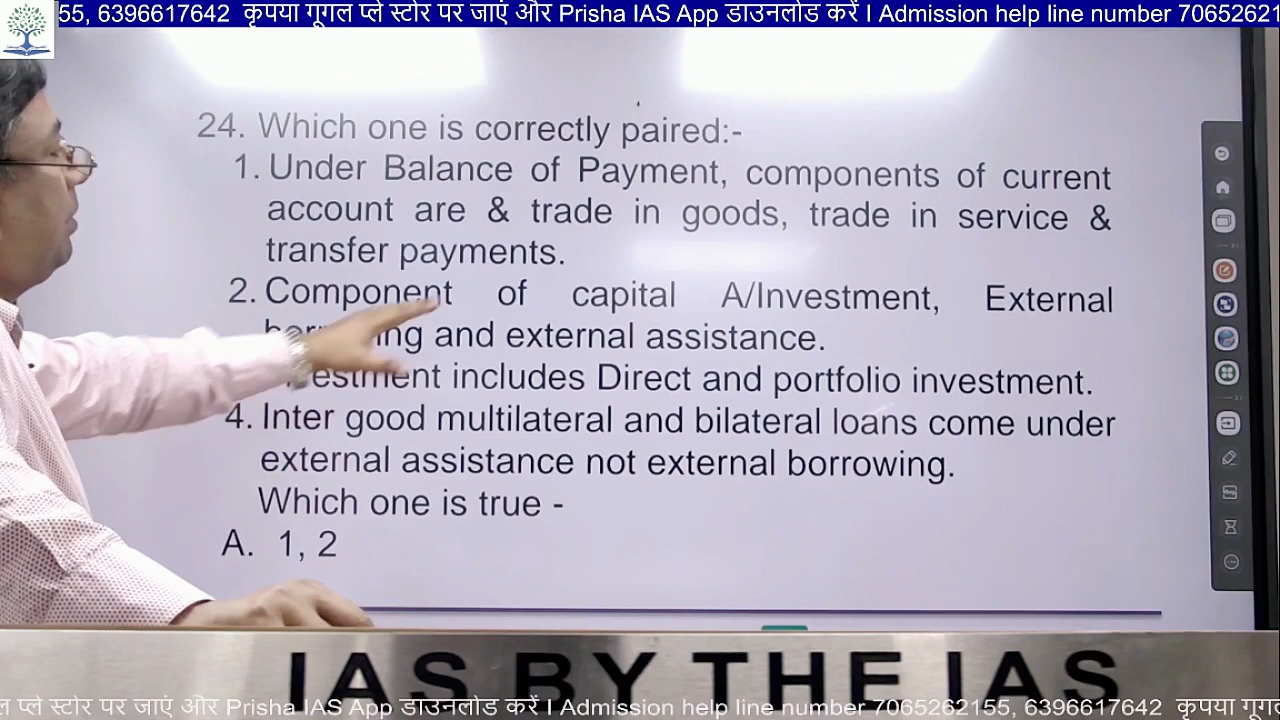 55, 6396617642 कृपया गूगल प्ले स्टोर पर जाएं और Prisha IAS App डाउनलोड करें I Admission help line number 70652621
24. Which one is correctly paired:-
1. Under Balance of Payment, components of current
account are & trade in goods, trade in service &
transfer payments.
2. Component of capital A/Investment, External
and external assistance.
includes Direct and portfolio investment.
4. Inter good multilateral and bilateral loans come under
external assistance not external borrowing.
Which one is true -
A. 1, 2
IAS BY THE IAS
ल प्ले स्टोर पर जाएं और Prisha IAS App डाउनलोड करें I Admission help line number 7065262155, 6396617642 कृपया गूग